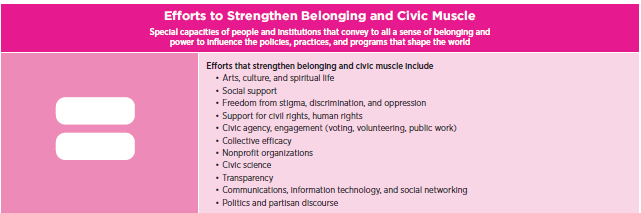 Efforts to Strengthen Belonging and Civic Muscle
Special capacities of people and institutions that convey to all a sense of belonging and
power to influence the policies, practices, and programs that shape the world
Efforts that strengthen belonging and civic muscle include
• Arts, culture, and spiritual life
• Social support
• Freedom from stigma, discrimination, and oppression
• Support for civil rights, human rights
• Civic agency, engagement (voting, volunteering, public work)
• Collective efficacy
• Nonprofit organizations
• Civic science
• Transparency
• Communications, information technology, and social networking
• Politics and partisan discourse